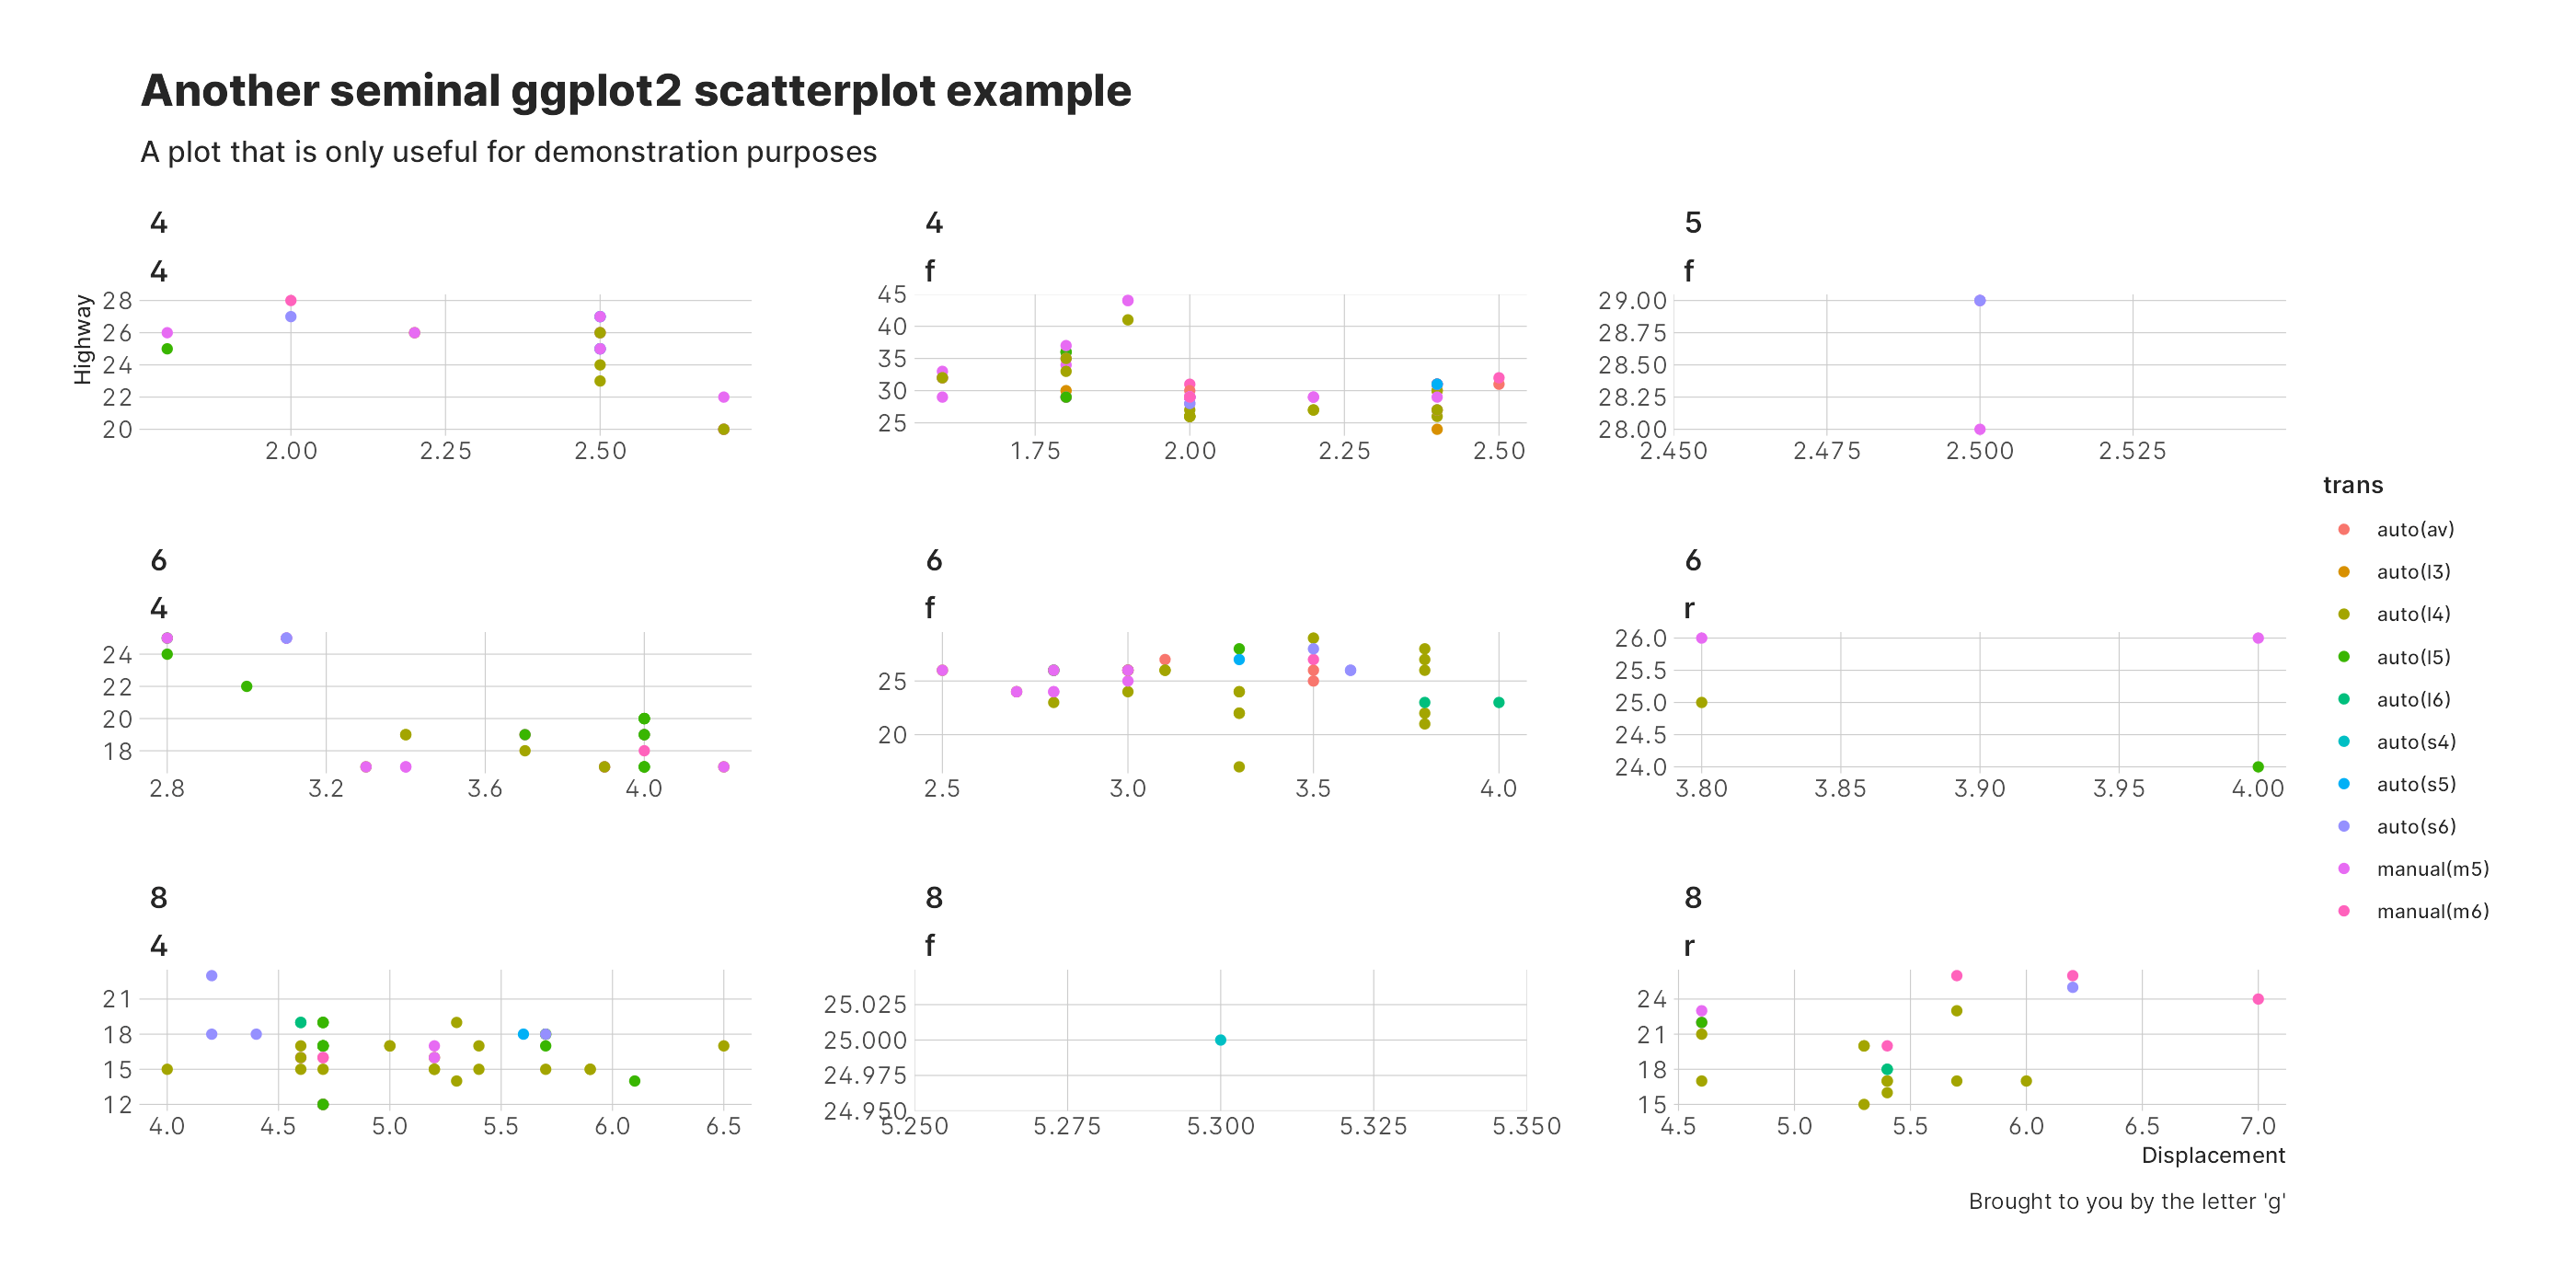 Another seminal ggplot2 scatterplot example
A plot that is only useful for demonstration purposes
4 4 5
4 f f
Highway
28 45 29.00
26 40 28.75
24 35 28.50
22 30 28.25
20 25 28.00
2.00 2.25 2.50 1.75 2.00 2.25 2.50 2.450 2.475 2.500 2.525
6 6 6
4 f r
24 25 26.0
22 20 25.5
20 25.0
18 24.5
24.0
2.8 3.2 3.6 4.0 2.5 3.0 3.5 4.0 3.80 3.85 3.90 3.95 4.00
8 8 8
4 f r
21 25.025 24
18 25.000 21
15 24.975 18
12 24.950 15
4.0 4.5 5.0 5.5 6.0 6.5 5.250 5.275 5.300 5.325 5.350 4.5 5.0 5.5 6.0 6.5 7.0
Displacement
trans
auto(av)
auto(l3)
auto(l4)
auto(l5)
auto(l6)
auto(s4)
auto(s5)
auto(s6)
manual(m5)
manual(m6)
Brought to you by the letter 'g'